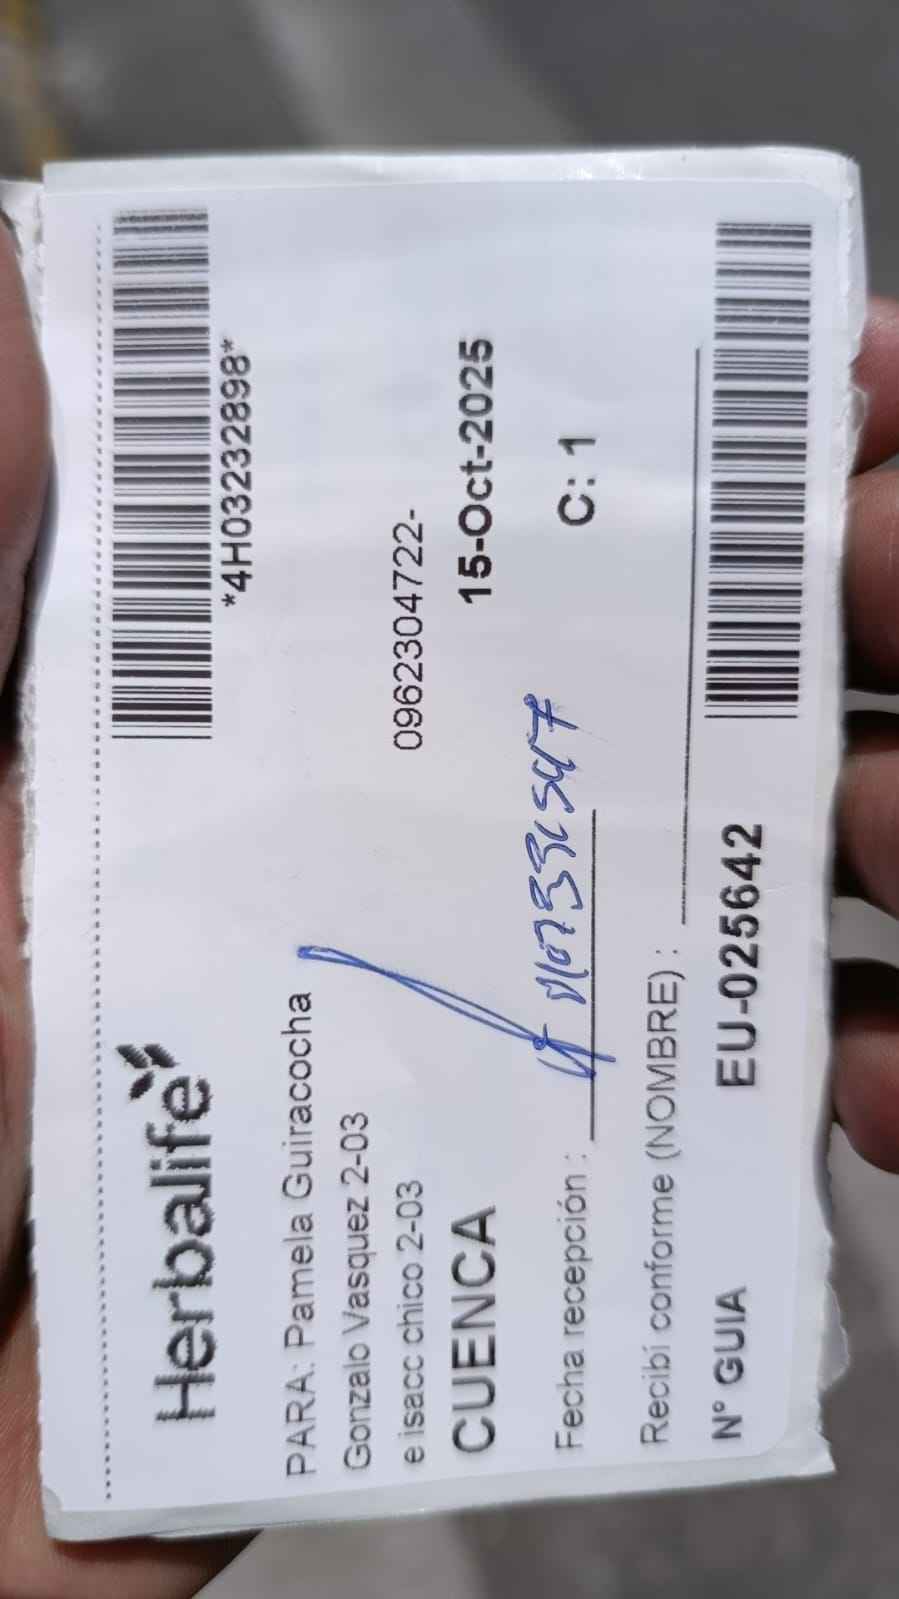 *4H03232898*
Herbalife
PARA: Pamela Guiracocha
Gonzalo Vasquez 2-03
e isacc chico 2-03
0962304722-
CUENCA
15-Oct-2025
Fecha recepción :
C: 1
Recibí conforme (NOMBRE) :
N° GUIA
EU-025642